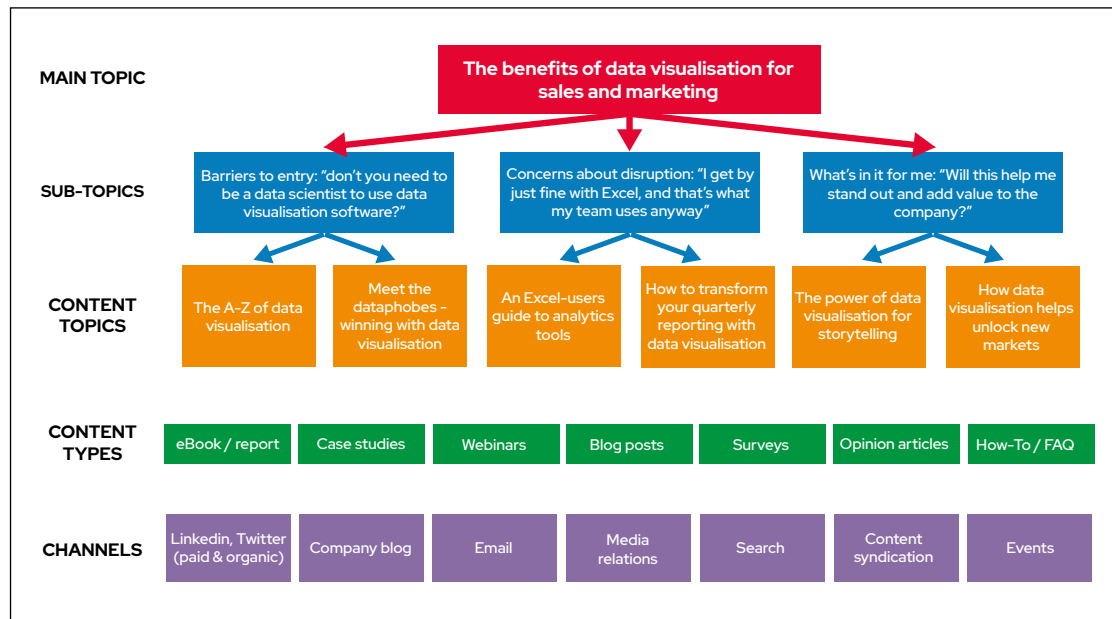 MAIN TOPIC
The benefits of data visualisation for
sales and marketing
SUB-TOPICS
Barriers to entry: “don’t you need to
be a data scientist to use data
visualisation software?”
Concerns about disruption: “I get by
just fine with Excel, and that’s what
my team uses anyway”
What’s in it for me: “Will this help me
stand out and add value to the
company?”
CONTENT
TOPICS
The A-Z of data
visualisation
Meet the
dataphobes -
winning with data
visualisation
An Excel-users
guide to analytics
tools
How to transform
your quarterly
reporting with
data visualisation
The power of data
visualisation for
storytelling
How data
visualisation helps
unlock new
markets
CONTENT
TYPES
eBook / report
Case studies
Webinars
Blog posts
Surveys
Opinion articles
How-To / FAQ
CHANNELS
Linkedin, Twitter
(paid & organic)
Company blog
Email
Media
relations
Search
Content
syndication
Events